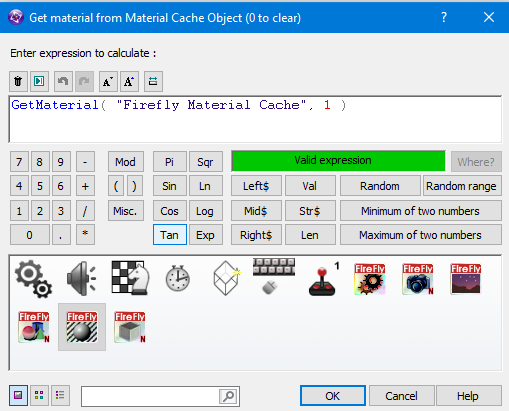 Get material from Material Cache Object (0 to clear)
? ✕
Enter expression to calculate :
A▾ A▴
GetMaterial( "Firefly Material Cache", 1 )
7 8 9 - Mod Pi Sqr Valid expression Where?
4 5 6 + ( ) Sin Ln Left$ Val Random Random range
1 2 3 / Misc. Cos Log Mid$ Str$ Minimum of two numbers
0 . * Tan Exp Right$ Len Maximum of two numbers
1 FireFly FireFly N FireFly
FireFly N FireFly FireFly N
OK Cancel Help